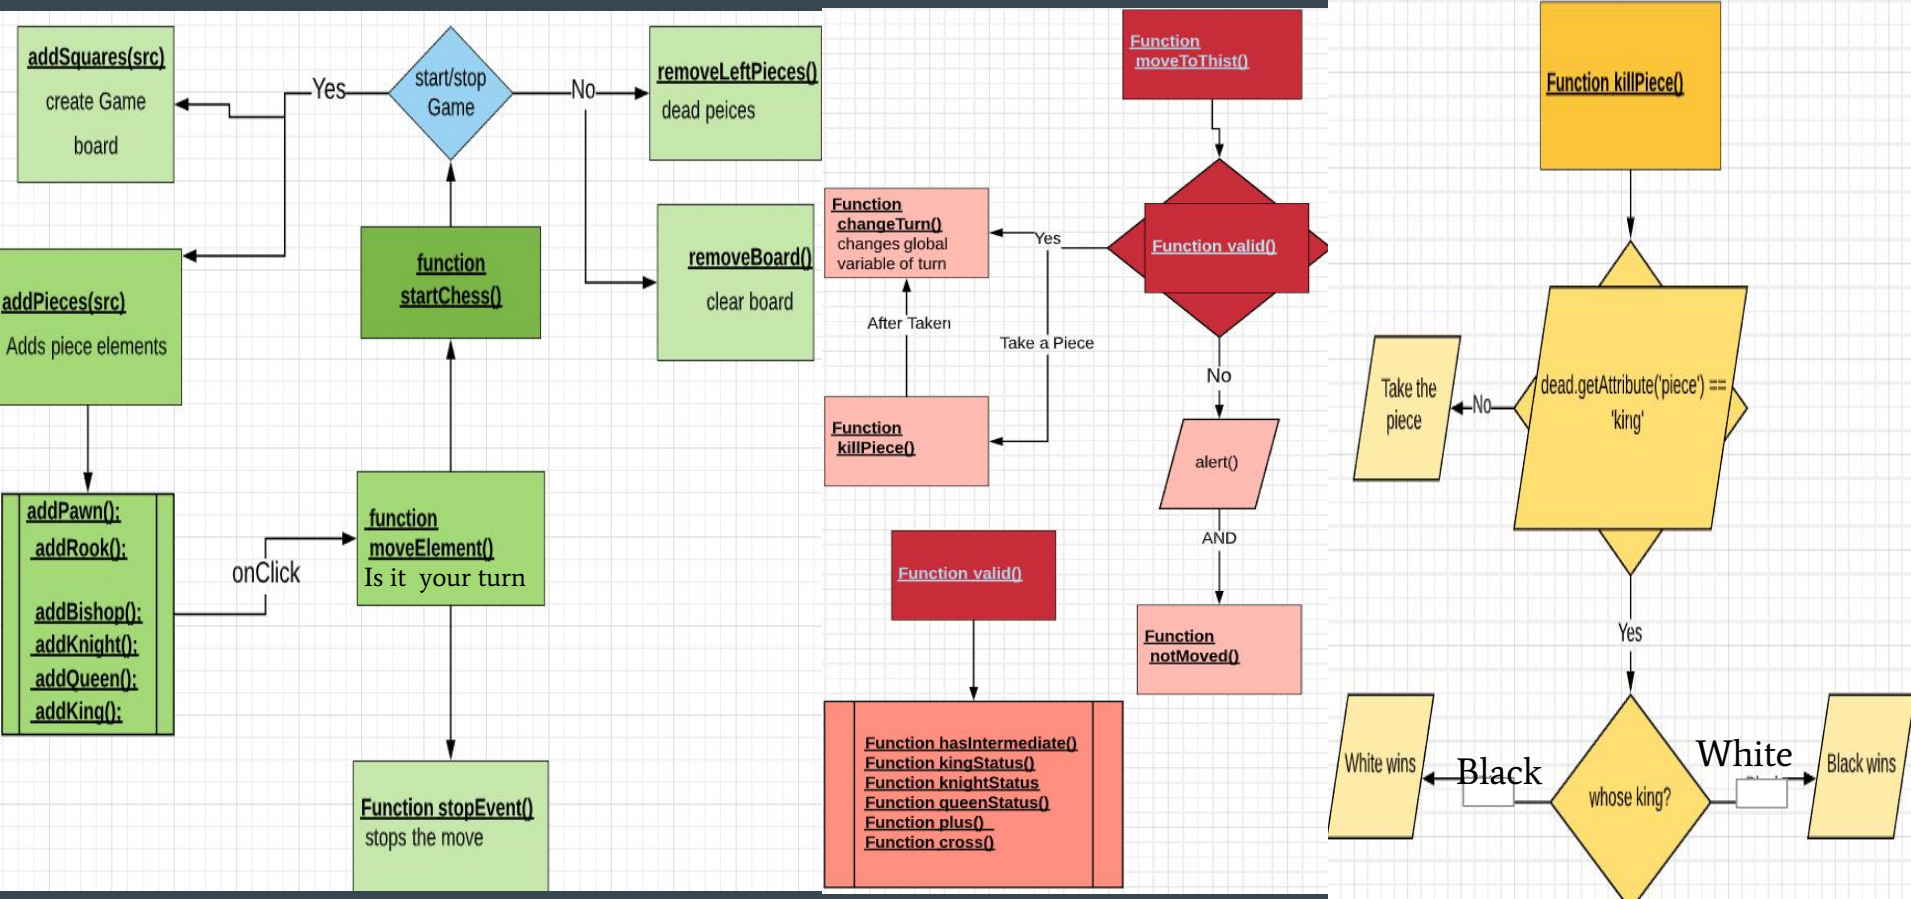 addSquares(src)
create Game
board
Yes
start/stop
Game
No
removeLeftPieces()
dead peices
removeBoard()
clear board
function
startChess()
addPieces(src)
Adds piece elements
addPawn();
addRook();
addBishop();
addKnight();
addQueen();
addKing();
onClick
function
moveElement()
Is it your turn
Function stopEvent()
stops the move
Function
moveToThist()
Function valid()
Yes
Function
changeTurn()
changes global
variable of turn
After Taken
Take a Piece
Function
killPiece()
No
alert()
AND
Function
notMoved()
Function valid()
Function hasIntermediate()
Function kingStatus()
Function knightStatus
Function queenStatus()
Function plus()
Function cross()
Function killPiece()
dead.getAttribute('piece') ==
'king'
No
Take the
piece
Yes
whose king?
Black
White wins
White
Black wins